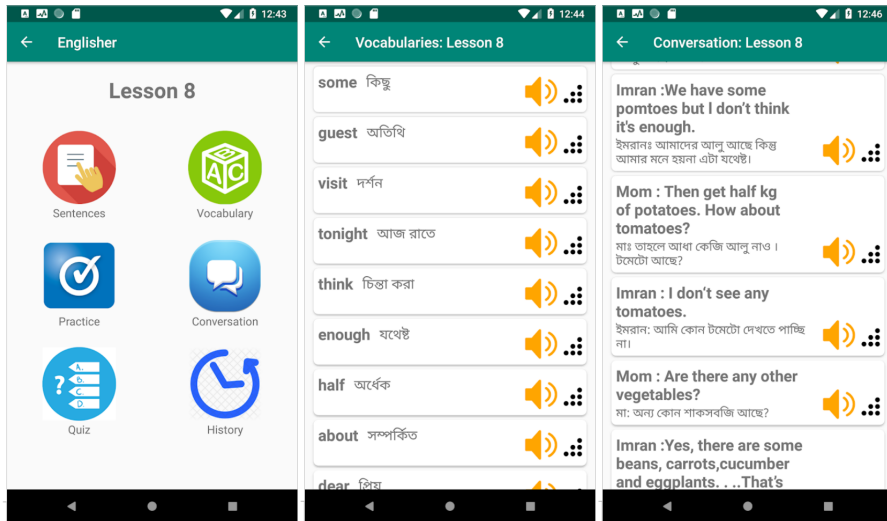 12:43
Englisher
Lesson 8
Sentences
Vocabulary
Practice
Conversation
Quiz
History
12:44
Vocabularies: Lesson 8
some কিছু
guest অতিথি
visit দর্শন
tonight আজ রাতে
think চিন্তা করা
enough যথেষ্ট
half অর্ধেক
about সম্পর্কিত
dear প্রিয়
12:46
Conversation: Lesson 8
Imran :We have some
pomtoes but I don't think
it's enough.
ইমরানঃ আমাদের আলু আছে কিন্তু
আমার মনে হয়না এটা যথেষ্ট।
Mom : Then get half kg
of potatoes. How about
tomatoes?
মাঃ তাহলে আধা কেজি আলু নাও ।
টমেটো আছে?
Imran : I don't see any
tomatoes.
ইমরান: আমি কোন টমেটো দেখতে পাচ্ছি
না।
Mom : Are there any other
vegetables?
মা: অন্য কোন শাকসবজি আছে?
Imran :Yes, there are some
beans, carrots,cucumber
and eggplants. . ..That's